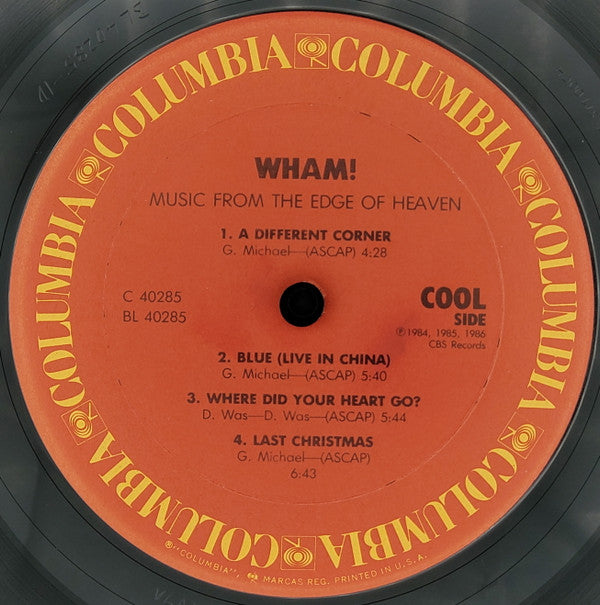 COLUMBIA COLUMBIA COLUMBIA COLUMBIA COLUMBIA COLUMBIA COLUMBIA COLUMBIA
WHAM!
MUSIC FROM THE EDGE OF HEAVEN
1. A DIFFERENT CORNER
G. Michael—(ASCAP) 4:28
C 40285
BL 40285
COOL
SIDE
℗1984, 1985, 1986
CBS Records
2. BLUE (LIVE IN CHINA)
G. Michael—(ASCAP) 5:40
3. WHERE DID YOUR HEART GO?
D. Was—D. Was—(ASCAP) 5:44
4. LAST CHRISTMAS
G. Michael—(ASCAP)
6:43
®"COLUMBIA", MARCAS REG. PRINTED IN U.S.A.